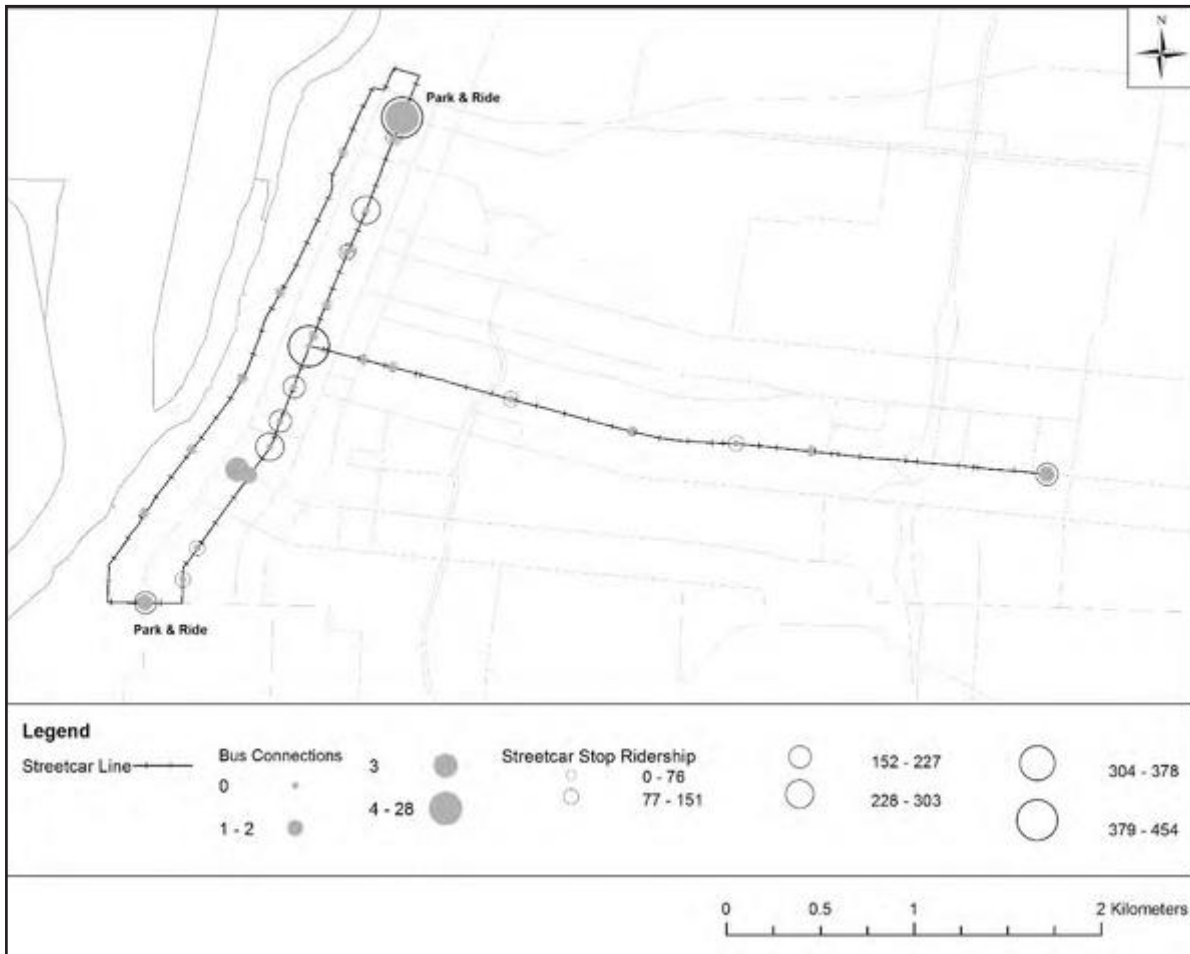 N
Park & Ride
Park & Ride
Legend
Streetcar Line
Bus Connections
0
1 - 2
3
4 - 28
Streetcar Stop Ridership
0 - 76
77 - 151
152 - 227
228 - 303
304 - 378
379 - 454
0 0.5 1 2 Kilometers